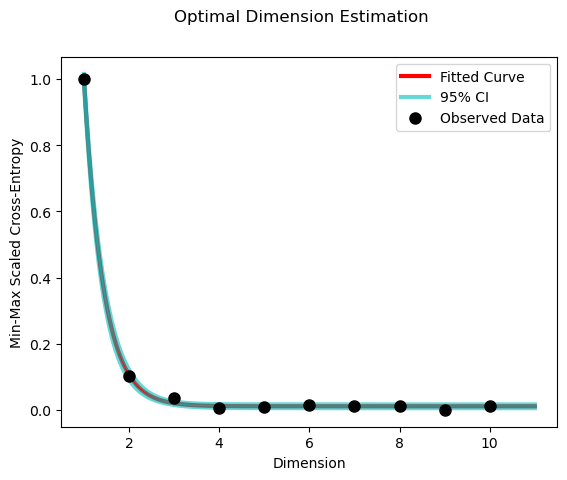 Optimal Dimension Estimation
Fitted Curve
95% CI
Observed Data
Min-Max Scaled Cross-Entropy
1.0
0.8
0.6
0.4
0.2
0.0
2 4 6 8 10
Dimension